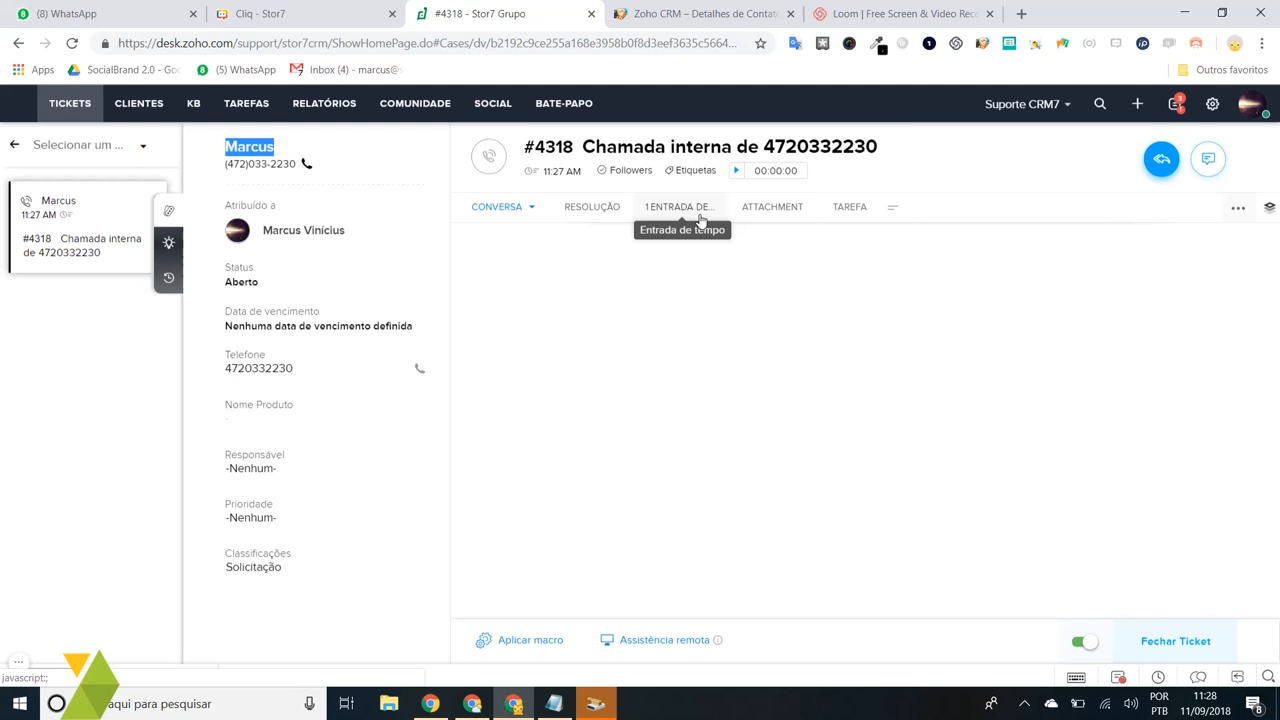 (8) WhatsApp
Cliq - Stor7
#4318 - Stor7 Grupo
Zoho CRM – Detalhes de Contat
Loom | Free Screen & Video Rec
https://desk.zoho.com/support/stor7crm/ShowHomePage.do#Cases/dv/b2192c9ce255a168e3958b0f8d3eef3635c5664...
Apps
SocialBrand 2.0 - Go
(5) WhatsApp
Inbox (4) - marcus@s
Outros favoritos
TICKETS
CLIENTES
KB
TAREFAS
RELATÓRIOS
COMUNIDADE
SOCIAL
BATE-PAPO
Suporte CRM7
3
Selecionar um ...
Marcus
11:27 AM
#4318 Chamada interna
de 4720332230
Marcus
(472)033-2230
Atribuído a
Marcus Vinícius
Status
Aberto
Data de vencimento
Nenhuma data de vencimento definida
Telefone
4720332230
Nome Produto
-
Responsável
-Nenhum-
Prioridade
-Nenhum-
Classificações
Solicitação
#4318 Chamada interna de 4720332230
11:27 AM
Followers
Etiquetas
00:00:00
CONVERSA
RESOLUÇÃO
1 ENTRADA DE...
ATTACHMENT
TAREFA
Entrada de tempo
Aplicar macro
Assistência remota
Fechar Ticket
javascript:;
aqui para pesquisar
POR
PTB
11:28
11/09/2018
8